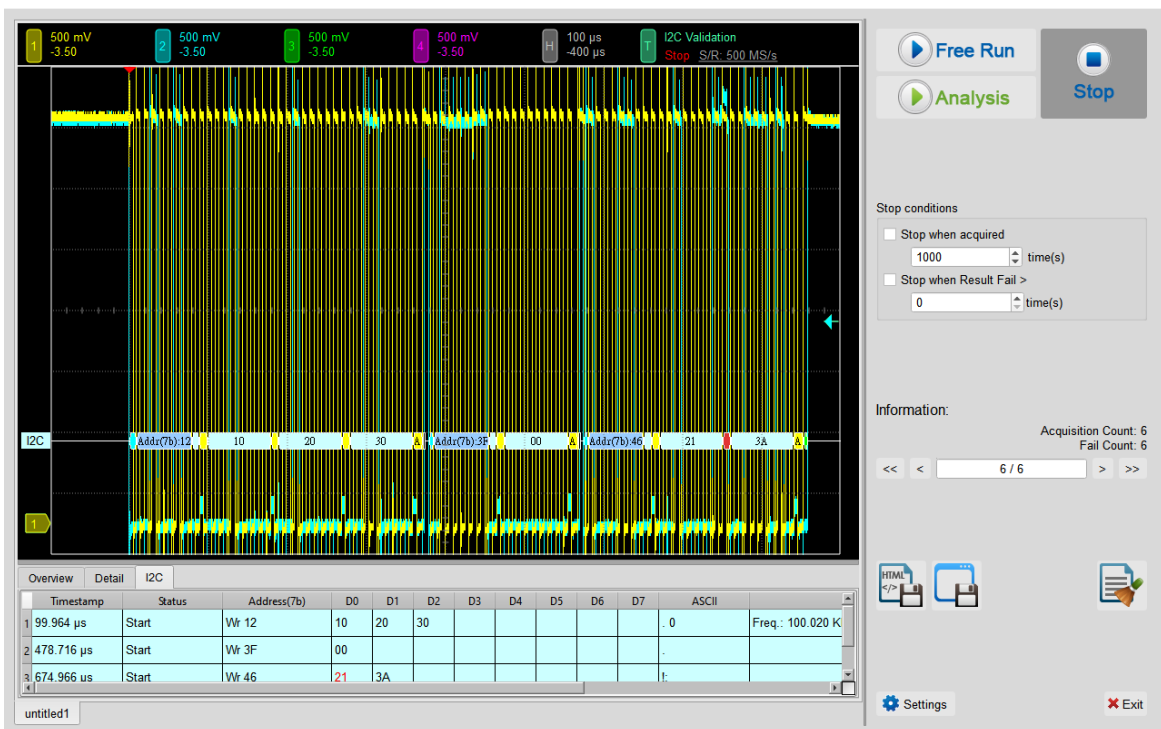 1 500 mV -3.50 2 500 mV -3.50 3 500 mV -3.50 4 500 mV -3.50 H 100 µs -400 µs T I2C Validation
Stop S/R: 500 MS/s
Free Run
Analysis
Stop
Stop conditions
Stop when acquired
1000 time(s)
Stop when Result Fail >
0 time(s)
I2C Addr(7b):12 10 20 30 A Addr(7b):3F 00 A Addr(7b):46 21 3A A
1
Information:
Acquisition Count: 6
Fail Count: 6
<< < 6 / 6 > >>
HTML
</>
Overview Detail I2C
Timestamp Status Address(7b) D0 D1 D2 D3 D4 D5 D6 D7 ASCII
1 99.964 µs Start Wr 12 10 20 30 . 0 Freq.: 100.020 K
2 478.716 µs Start Wr 3F 00 .
3 674.966 us Start Wr 46 21 3A !:
untitled1
Settings
Exit